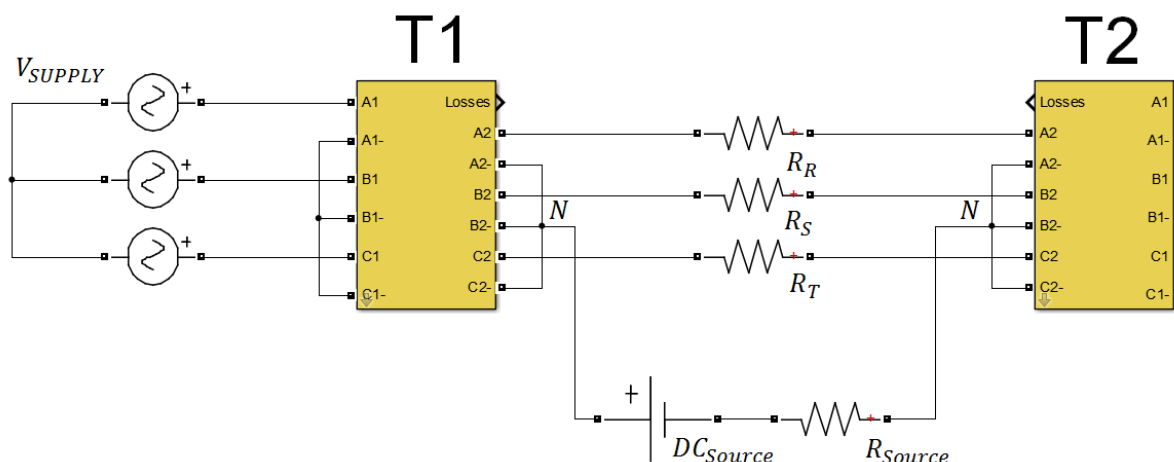 T1
T2
V_SUPPLY
+
+
+
A1
A1-
B1
B1-
C1
C1-
Losses
A2
A2-
B2
B2-
C2
C2-
N
R_R
R_S
R_T
N
Losses
A2
A2-
B2
B2-
C2
C2-
A1
A1-
B1
B1-
C1
C1-
+
DC_Source
R_Source